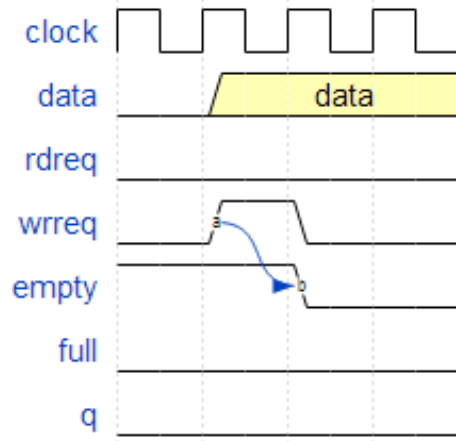 clock
data data
rdreq
wrreq a
empty b
full
q